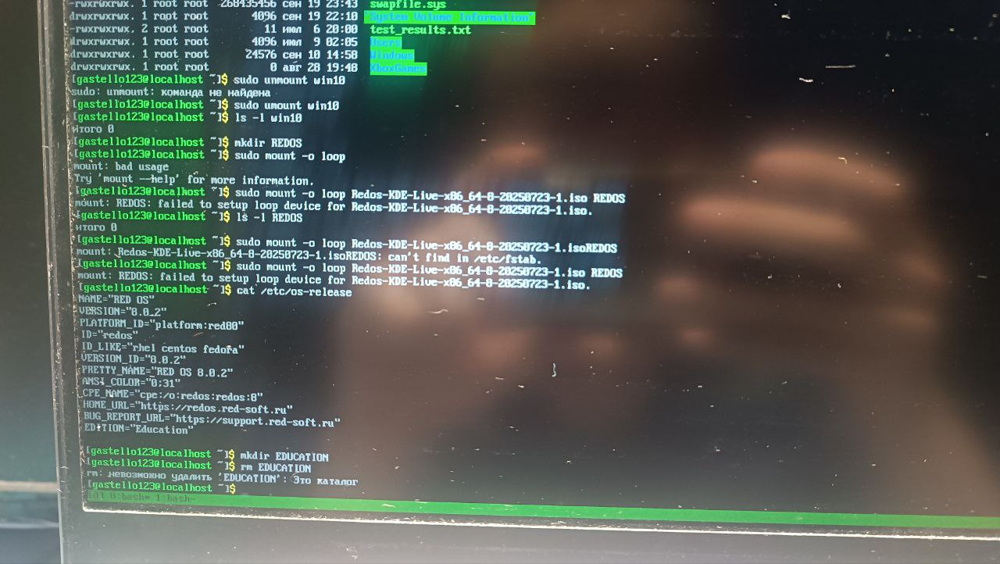 -rwxrwxrwx. 1 root root 268435456 сен 19 23:43 swapfile.sys
drwxrwxrwx. 1 root root 4096 сен 19 22:10 'System Volume Information'
-rwxrwxrwx. 2 root root 11 июл 6 20:00 test_results.txt
drwxrwxrwx. 1 root root 4096 июл 9 02:05 Users
drwxrwxrwx. 1 root root 24576 сен 10 14:58 Windows
drwxrwxrwx. 1 root root 0 авг 28 19:48 XboxGames
[gastello123@localhost ~]$ sudo unmount win10
sudo: unmount: команда не найдена
[gastello123@localhost ~]$ sudo umount win10
[gastello123@localhost ~]$ ls -l win10
итого 0
[gastello123@localhost ~]$ mkdir REDOS
[gastello123@localhost ~]$ sudo mount -o loop
mount: bad usage
Try 'mount --help' for more information.
[gastello123@localhost ~]$ sudo mount -o loop Redos-KDE-Live-x86_64-8-20250723-1.iso REDOS
mount: REDOS: failed to setup loop device for Redos-KDE-Live-x86_64-8-20250723-1.iso.
[gastello123@localhost ~]$ ls -l REDOS
итого 0
[gastello123@localhost ~]$ sudo mount -o loop Redos-KDE-Live-x86_64-8-20250723-1.isoREDOS
mount: Redos-KDE-Live-x86_64-8-20250723-1.isoREDOS: can't find in /etc/fstab.
[gastello123@localhost ~]$ sudo mount -o loop Redos-KDE-Live-x86_64-8-20250723-1.iso REDOS
mount: REDOS: failed to setup loop device for Redos-KDE-Live-x86_64-8-20250723-1.iso.
[gastello123@localhost ~]$ cat /etc/os-release
NAME="RED OS"
VERSION="8.0.2"
PLATFORM_ID="platform:red80"
ID="redos"
ID_LIKE="rhel centos fedora"
VERSION_ID="8.0.2"
PRETTY_NAME="RED OS 8.0.2"
ANSI_COLOR="0;31"
CPE_NAME="cpe:/o:redos:redos:8"
HOME_URL="https://redos.red-soft.ru"
BUG_REPORT_URL="https://support.red-soft.ru"
EDITION="Education"
[gastello123@localhost ~]$ mkdir EDUCATION
[gastello123@localhost ~]$ rm EDUCATION
rm: невозможно удалить 'EDUCATION': Это каталог
[gastello123@localhost ~]$
[0] 0:bash* 1:bash-